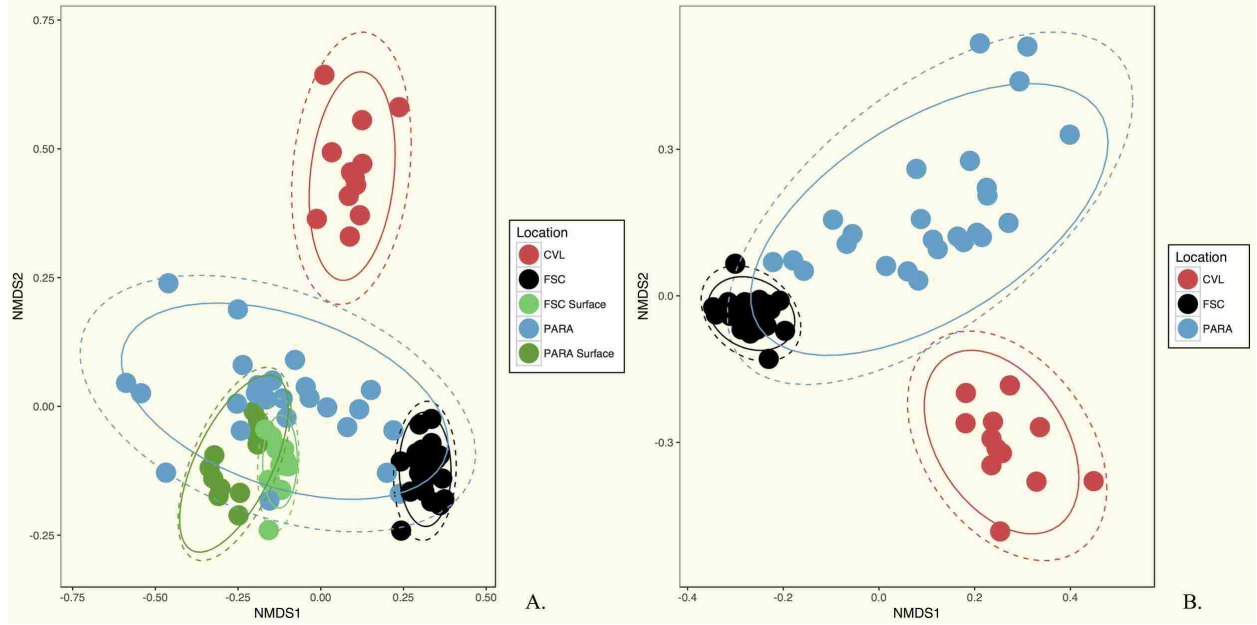 0.75
0.50
0.25
0.00
-0.25
NMDS2
-0.75
-0.50
-0.25
0.00
0.25
0.50
NMDS1
A.
Location
CVL
FSC
FSC Surface
PARA
PARA Surface
0.3
0.0
-0.3
NMDS2
-0.4
-0.2
0.0
0.2
0.4
NMDS1
B.
Location
CVL
FSC
PARA